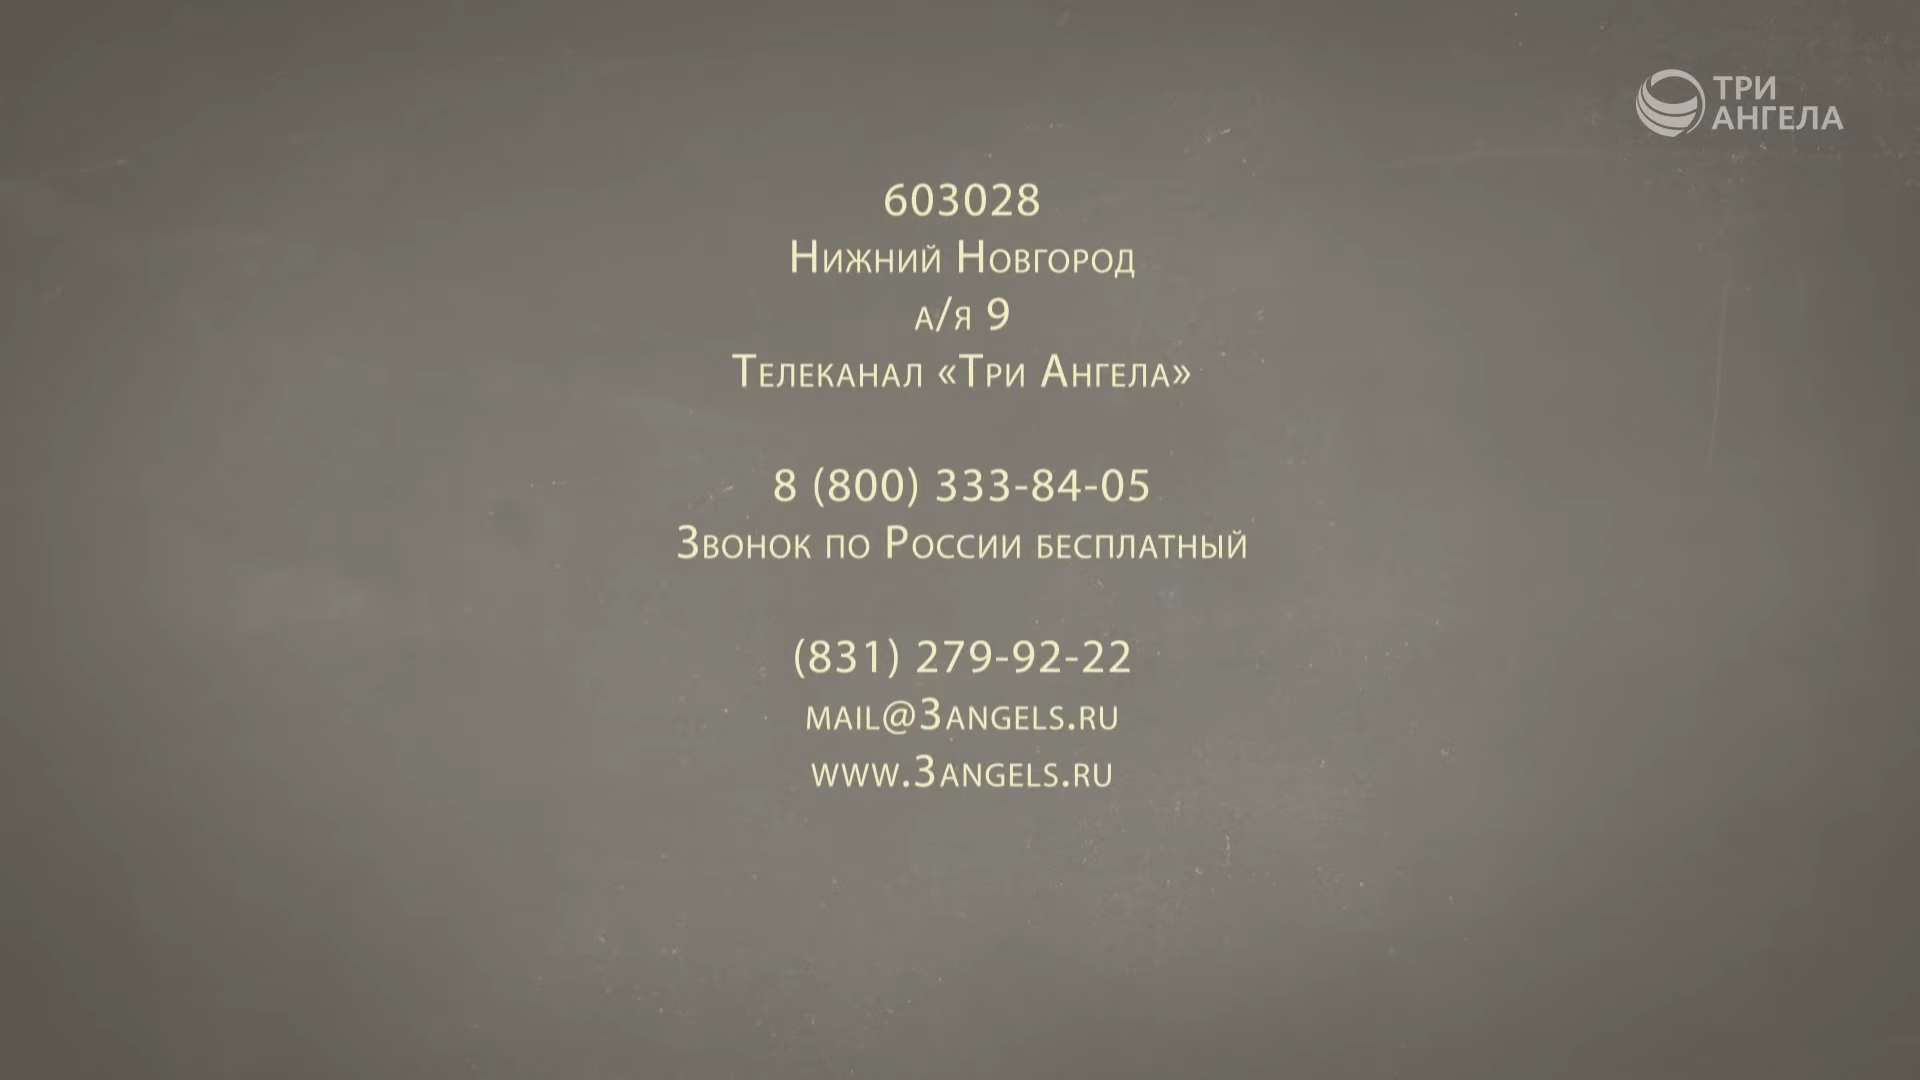 ТРИ
АНГЕЛА
603028
Нижний Новгород
а/я 9
Телеканал «Три Ангела»
8 (800) 333-84-05
Звонок по России бесплатный
(831) 279-92-22
mail@3angels.ru
www.3angels.ru